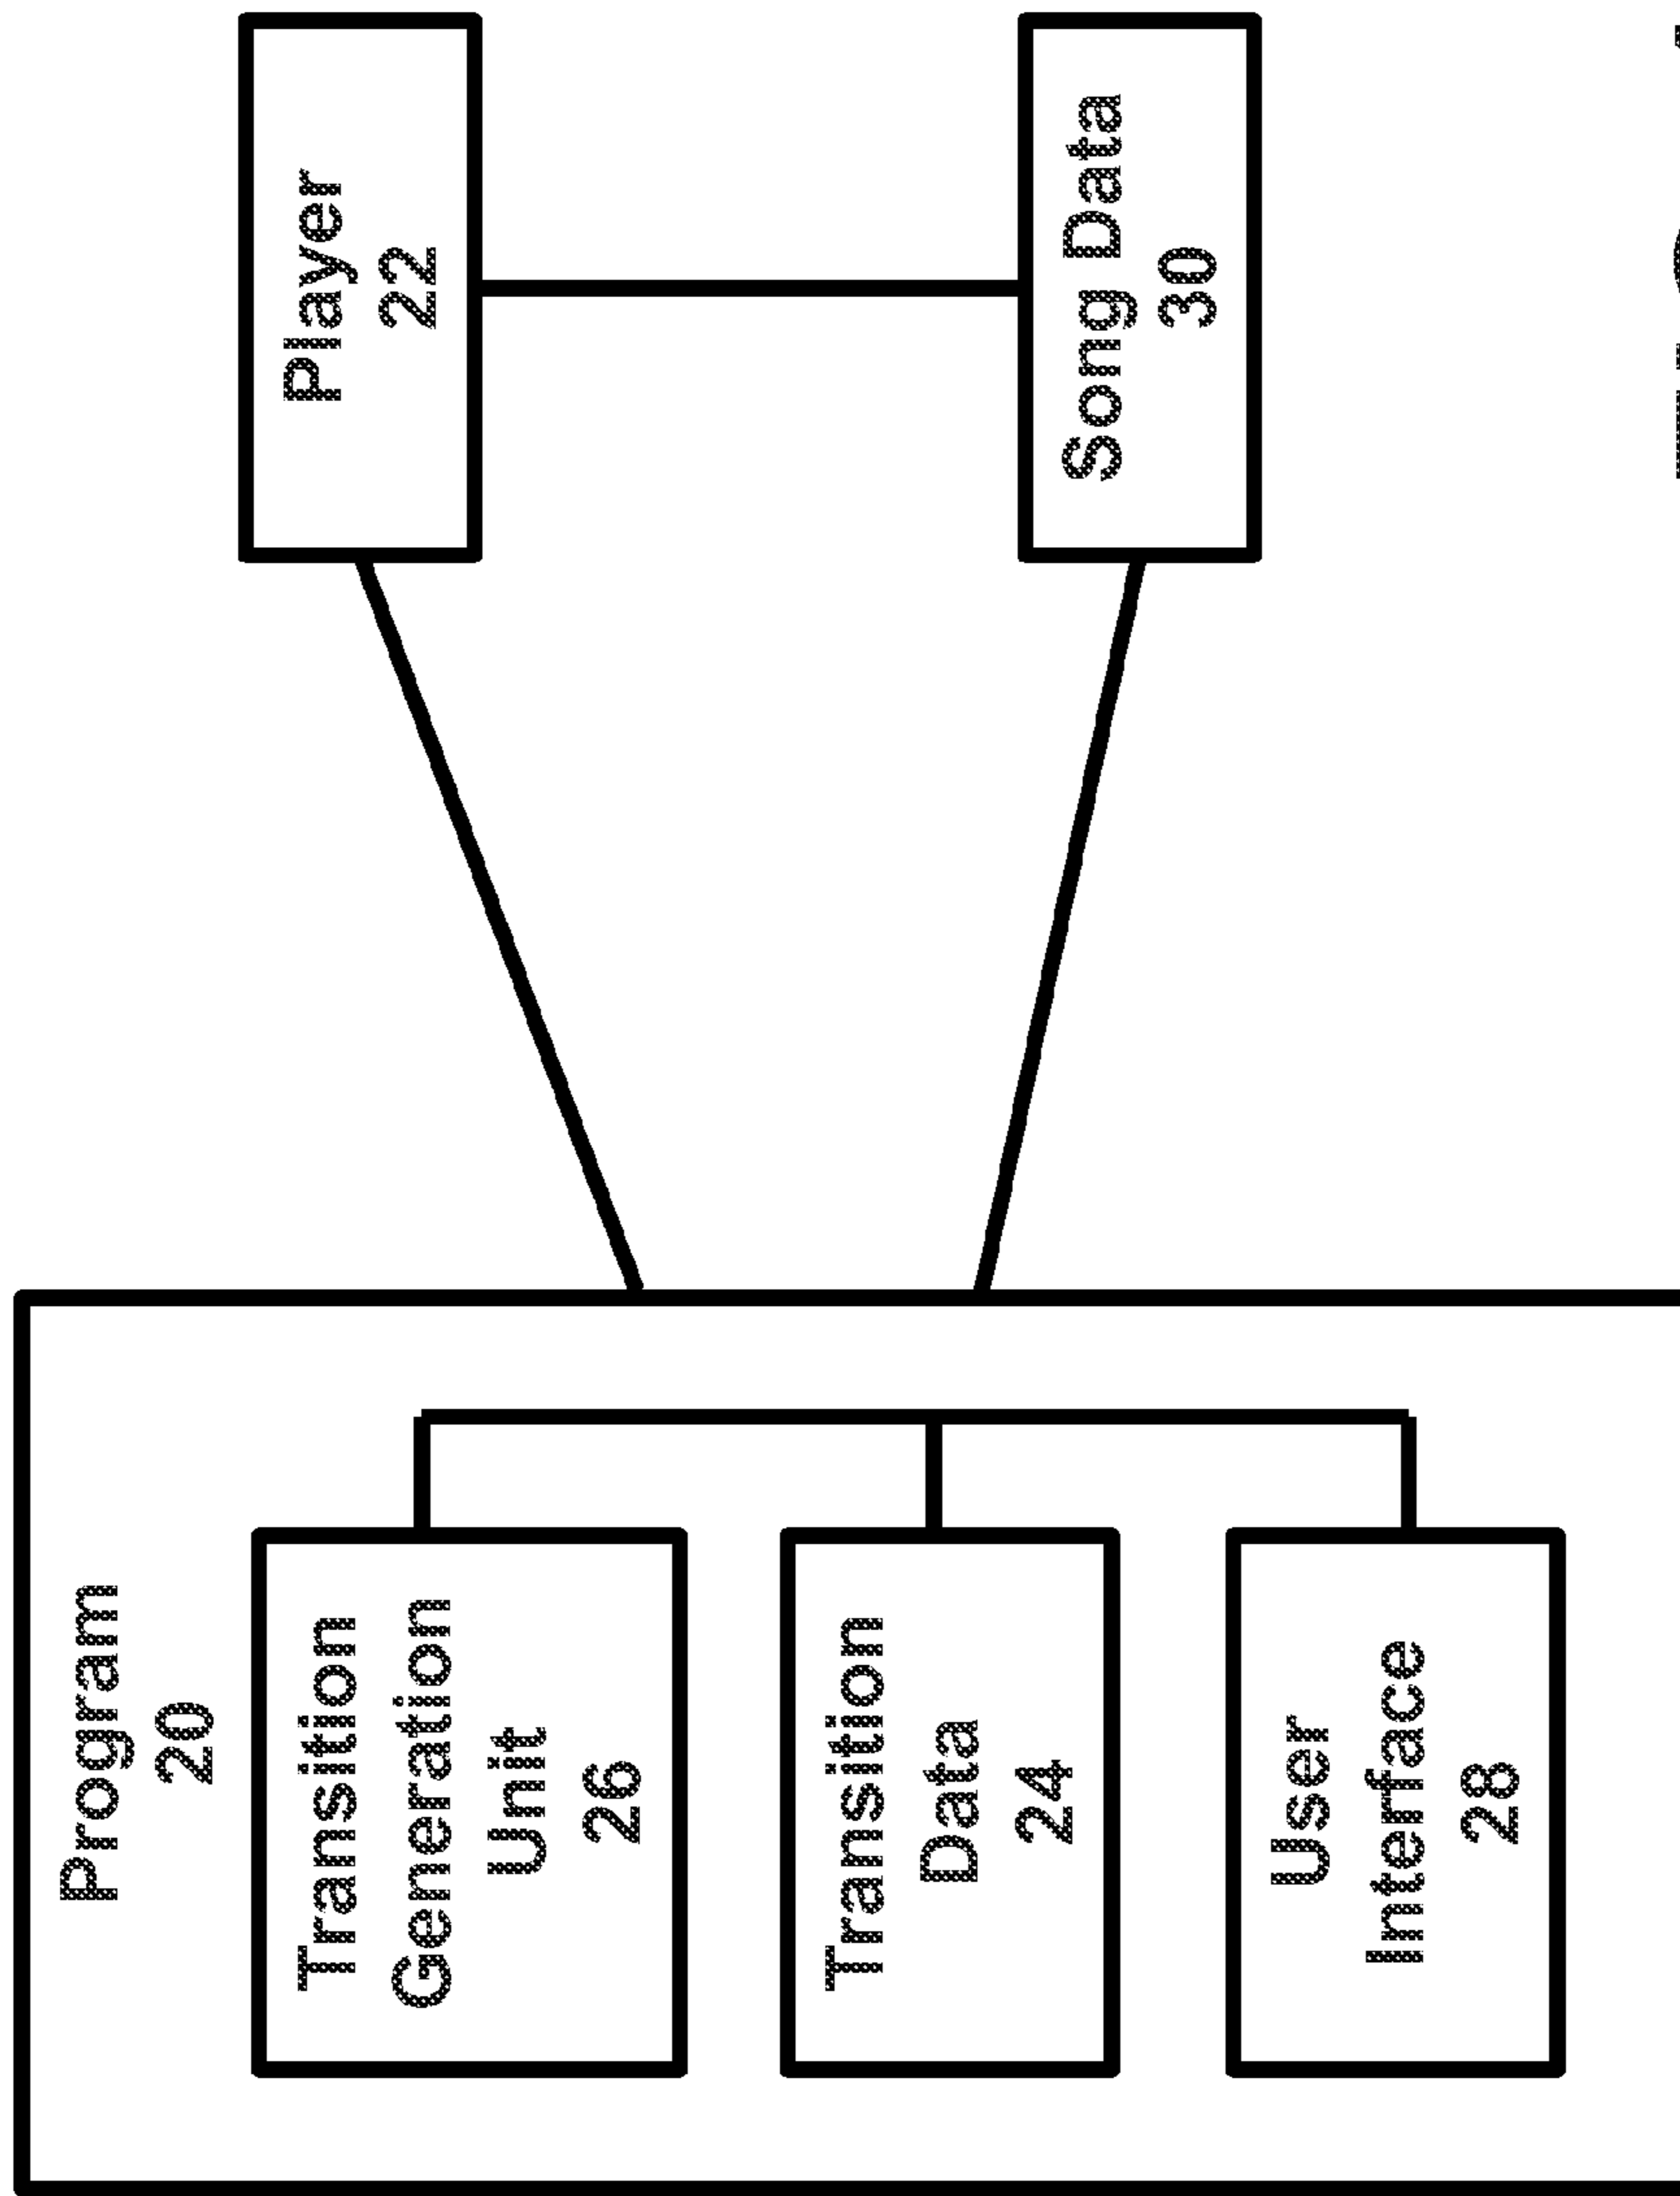 Program
20
Transition
Generation
Unit
26
Transition
Data
24
User
Interface
28
Player
22
Song Data
30